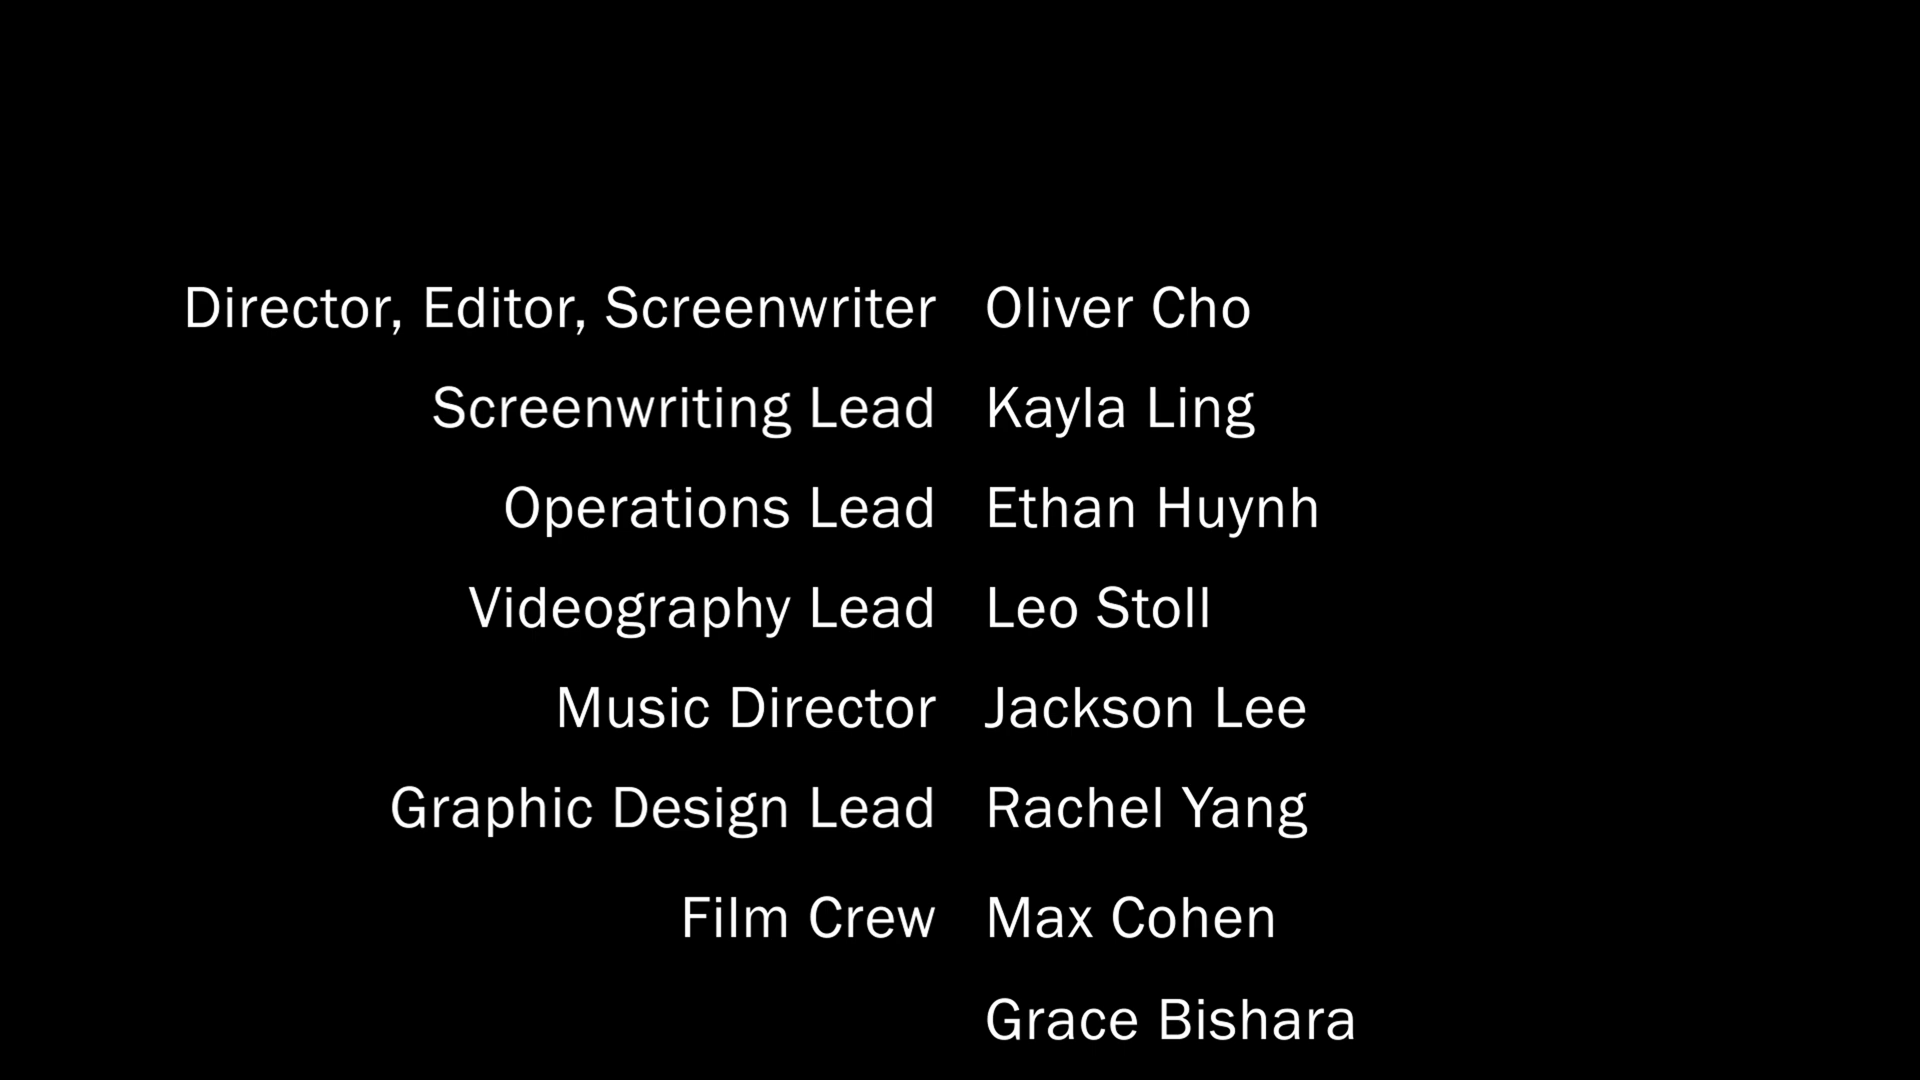 Director, Editor, Screenwriter Oliver Cho
Screenwriting Lead Kayla Ling
Operations Lead Ethan Huynh
Videography Lead Leo Stoll
Music Director Jackson Lee
Graphic Design Lead Rachel Yang
Film Crew Max Cohen
Grace Bishara